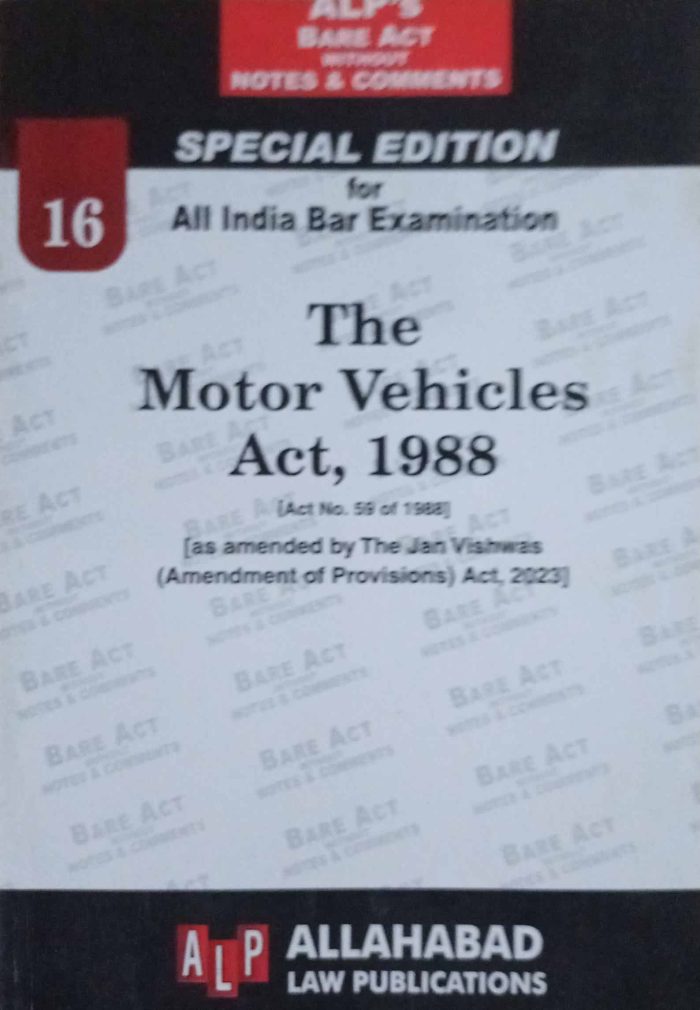 ALP's
BARE ACT
WITHOUT
NOTES & COMMENTS
SPECIAL EDITION
for
All India Bar Examination
16
The
Motor Vehicles
Act, 1988
[Act No. 59 of 1988]
[as amended by The Jan Vishwas
(Amendment of Provisions) Act, 2023]
ALP
ALLAHABAD
LAW PUBLICATIONS